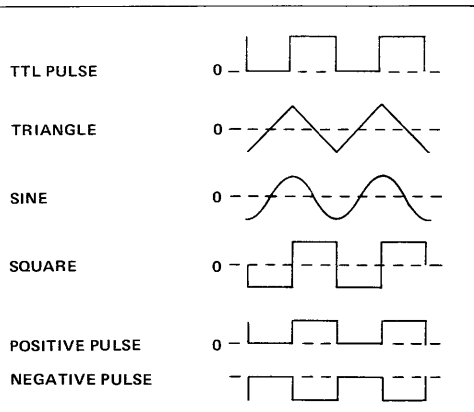 TTL PULSE 0
TRIANGLE 0
SINE 0
SQUARE 0
POSITIVE PULSE 0
NEGATIVE PULSE